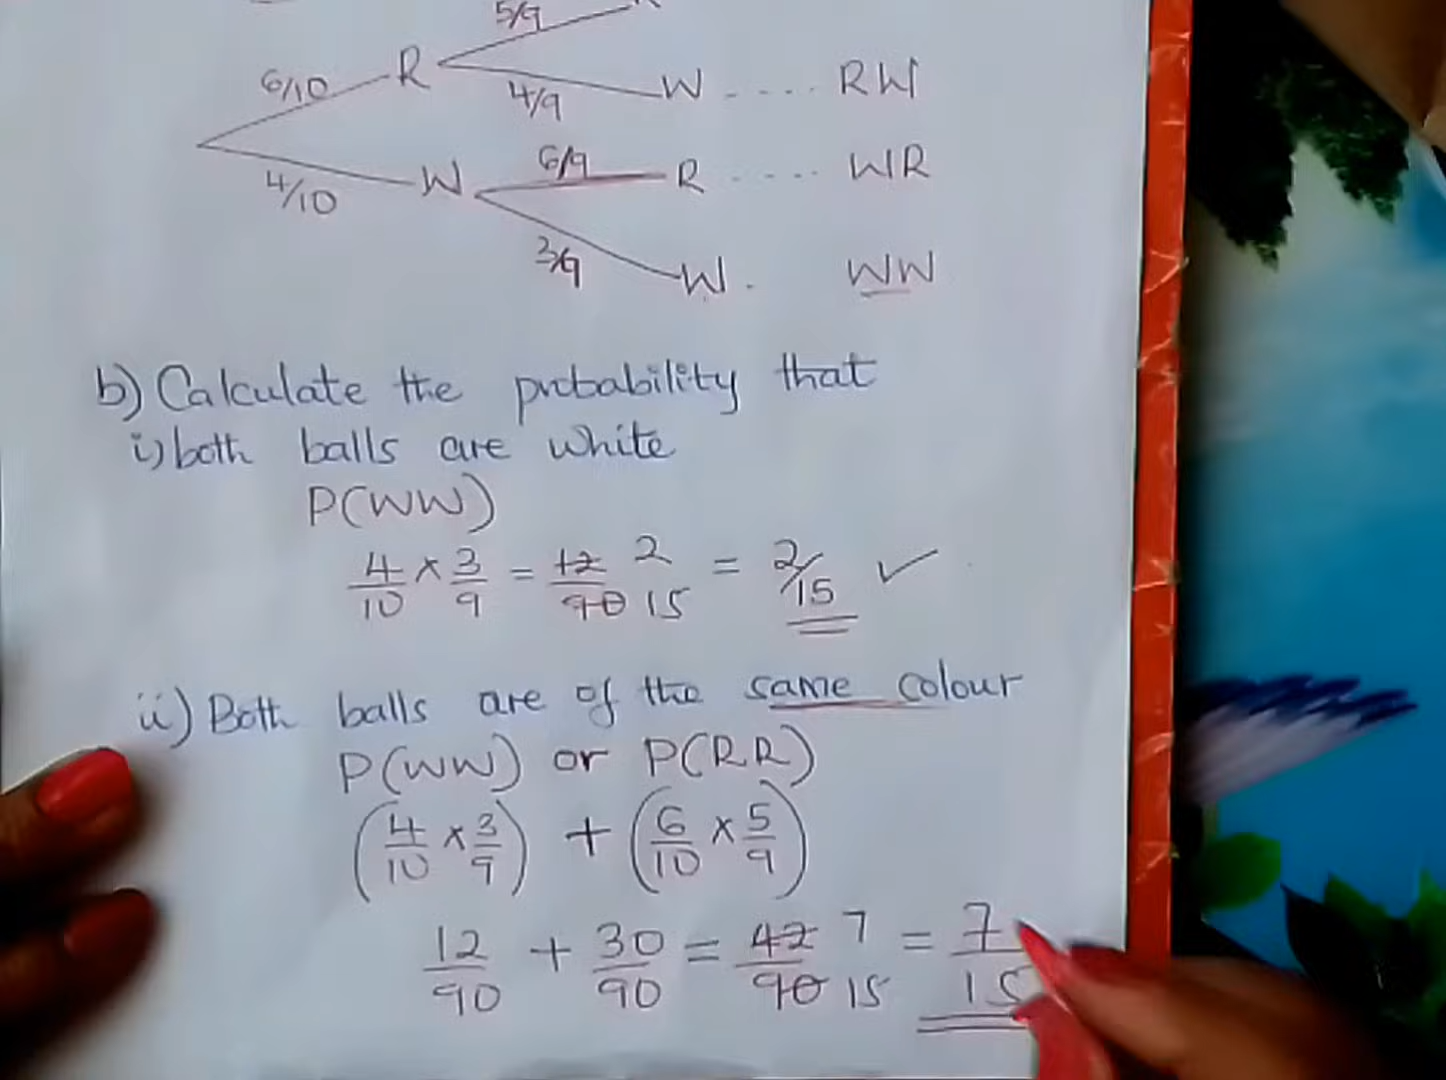 5/9
6/10 R
4/9 W ..... RW
6/9
4/10 W R ..... WR
3/9 W. WW
b) Calculate the probability that
i) both balls are white
P(WW)
4/10 × 3/9 = 12/90 2/15 = 2/15 ✓
ii) Both balls are of the same colour
P(WW) or P(RR)
(4/10 × 3/9) + (6/10 × 5/9)
12/90 + 30/90 = 42/90 7/15 = 7/15